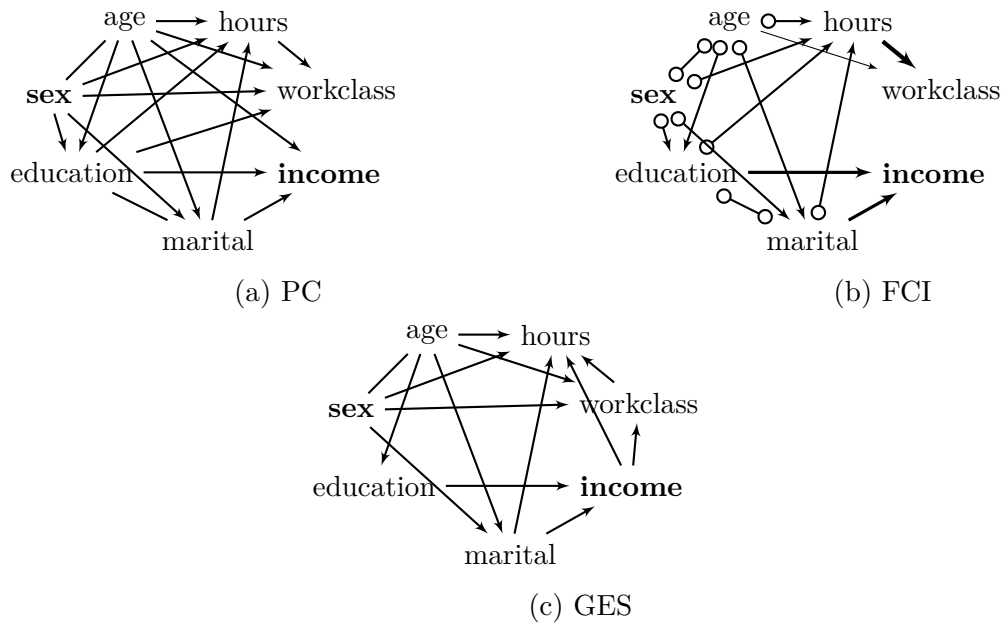 age hours
sex workclass
education income
marital
(a) PC
age hours
sex workclass
education income
marital
(b) FCI
age hours
sex workclass
education income
marital
(c) GES